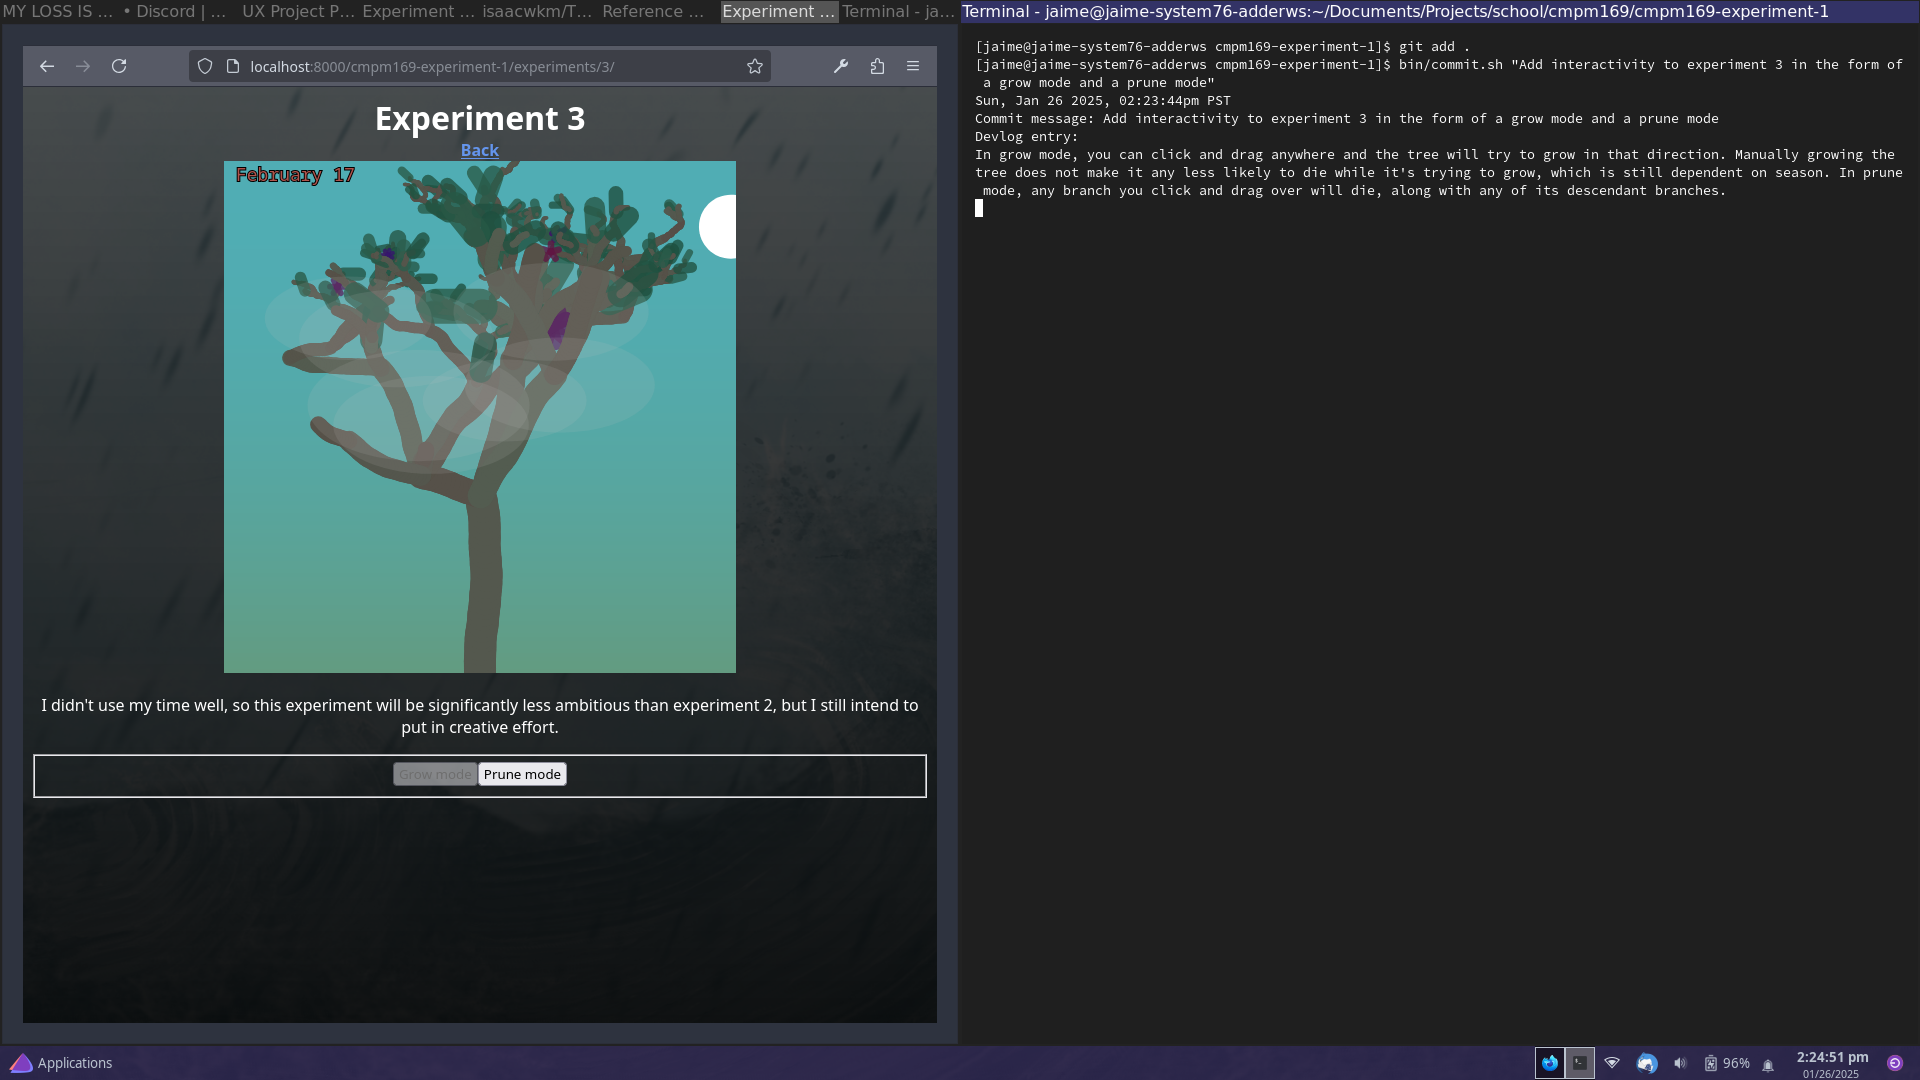 MY LOSS IS ...
• Discord | ...
UX Project P...
Experiment ...
isaacwkm/T...
Reference ...
Experiment ...
Terminal - ja...
Terminal - jaime@jaime-system76-adderws:~/Documents/Projects/school/cmpm169/cmpm169-experiment-1
localhost:8000/cmpm169-experiment-1/experiments/3/
Experiment 3
Back
February 17
I didn't use my time well, so this experiment will be significantly less ambitious than experiment 2, but I still intend to
put in creative effort.
Grow mode
Prune mode
[jaime@jaime-system76-adderws cmpm169-experiment-1]$ git add .
[jaime@jaime-system76-adderws cmpm169-experiment-1]$ bin/commit.sh "Add interactivity to experiment 3 in the form of
a grow mode and a prune mode"
Sun, Jan 26 2025, 02:23:44pm PST
Commit message: Add interactivity to experiment 3 in the form of a grow mode and a prune mode
Devlog entry:
In grow mode, you can click and drag anywhere and the tree will try to grow in that direction. Manually growing the
tree does not make it any less likely to die while it's trying to grow, which is still dependent on season. In prune
mode, any branch you click and drag over will die, along with any of its descendant branches.
Applications
96%
2:24:51 pm
01/26/2025